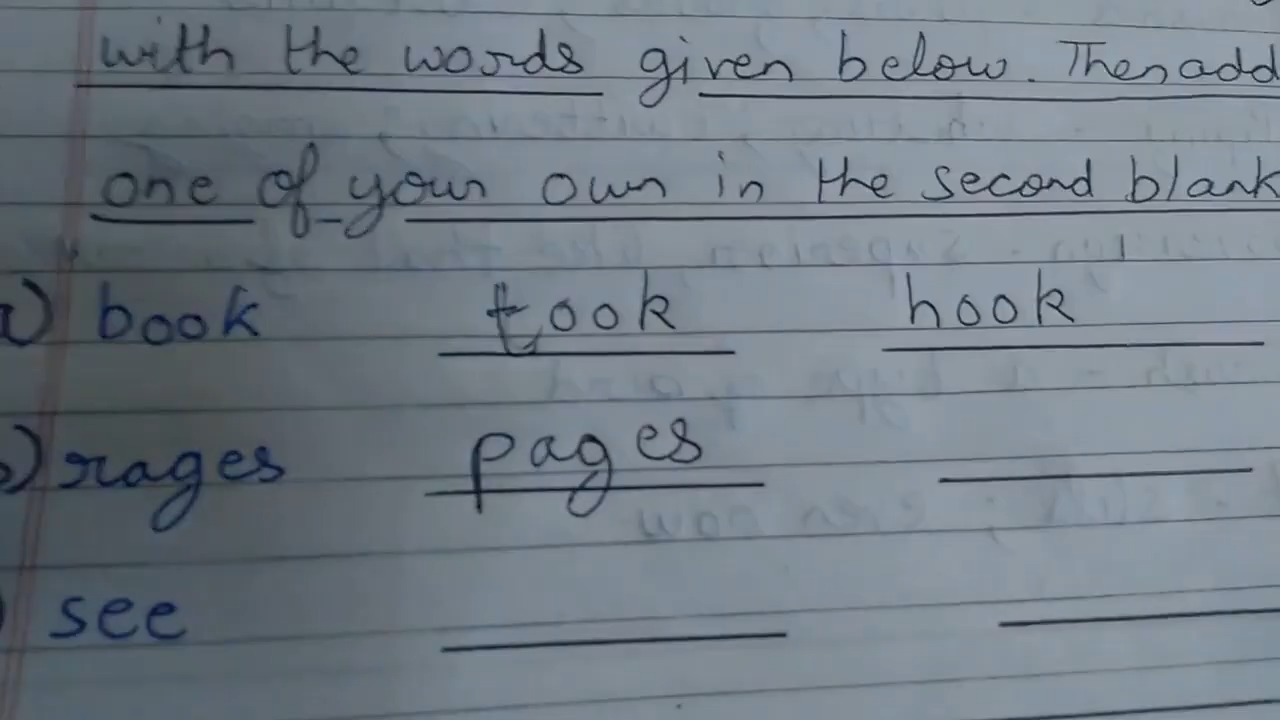 with the words given below. Then add
one of your own in the second blank
a) book took hook
b) rages pages
) see